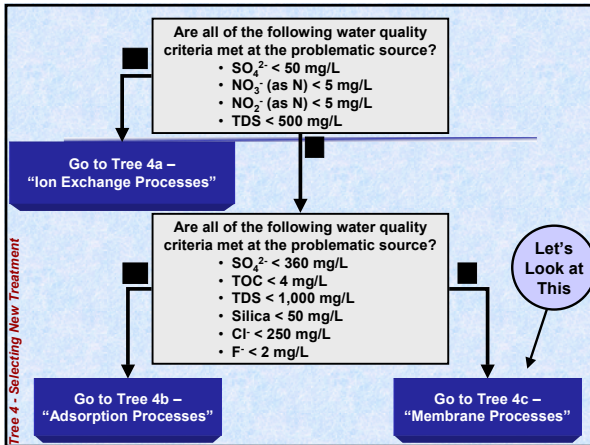 Are all of the following water quality
criteria met at the problematic source?
• SO₄²⁻ < 50 mg/L
• NO₃⁻ (as N) < 5 mg/L
• NO₂⁻ (as N) < 5 mg/L
• TDS < 500 mg/L
Go to Tree 4a –
“Ion Exchange Processes”
Are all of the following water quality
criteria met at the problematic source?
• SO₄²⁻ < 360 mg/L
• TOC < 4 mg/L
• TDS < 1,000 mg/L
• Silica < 50 mg/L
• Cl⁻ < 250 mg/L
• F⁻ < 2 mg/L
Let’s
Look at
This
Go to Tree 4b –
“Adsorption Processes”
Go to Tree 4c –
“Membrane Processes”
Tree 4 - Selecting New Treatment